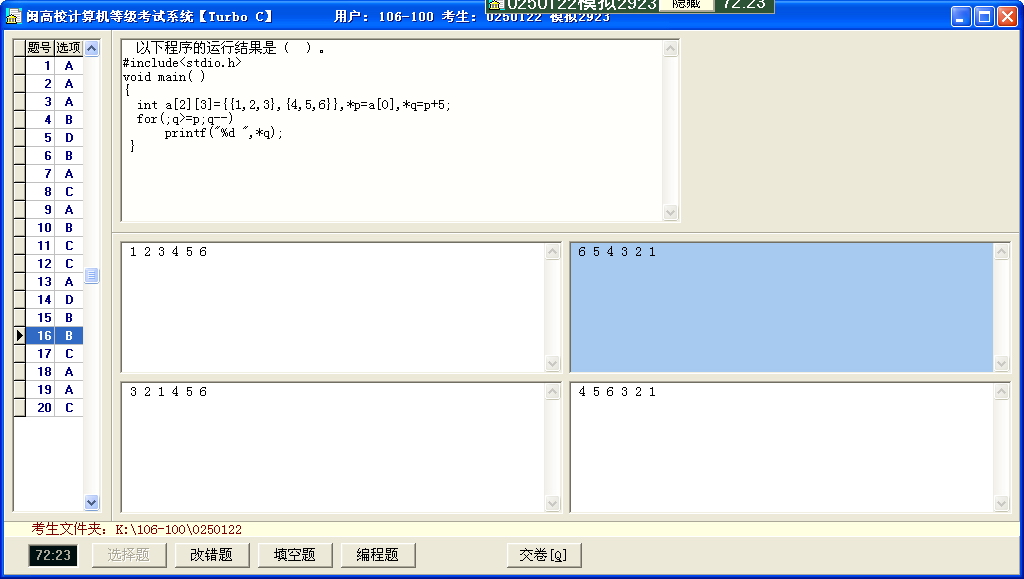 0250122模拟2923 隐藏 72:23
闽高校计算机等级考试系统【Turbo C】 用户: 106-100 考生: 0250122 模拟2923
题号 选项
1 A
2 A
3 A
4 B
5 D
6 B
7 A
8 C
9 A
10 B
11 C
12 C
13 A
14 D
15 B
16 B
17 C
18 A
19 A
20 C
以下程序的运行结果是（ ）。
#include<stdio.h>
void main( )
{
int a[2][3]={{1,2,3},{4,5,6}},*p=a[0],*q=p+5;
for(;q>=p;q--)
printf("%d ",*q);
}
1 2 3 4 5 6
6 5 4 3 2 1
3 2 1 4 5 6
4 5 6 3 2 1
考生文件夹: K:\106-100\0250122
72:23 选择题 改错题 填空题 编程题 交卷[Q]